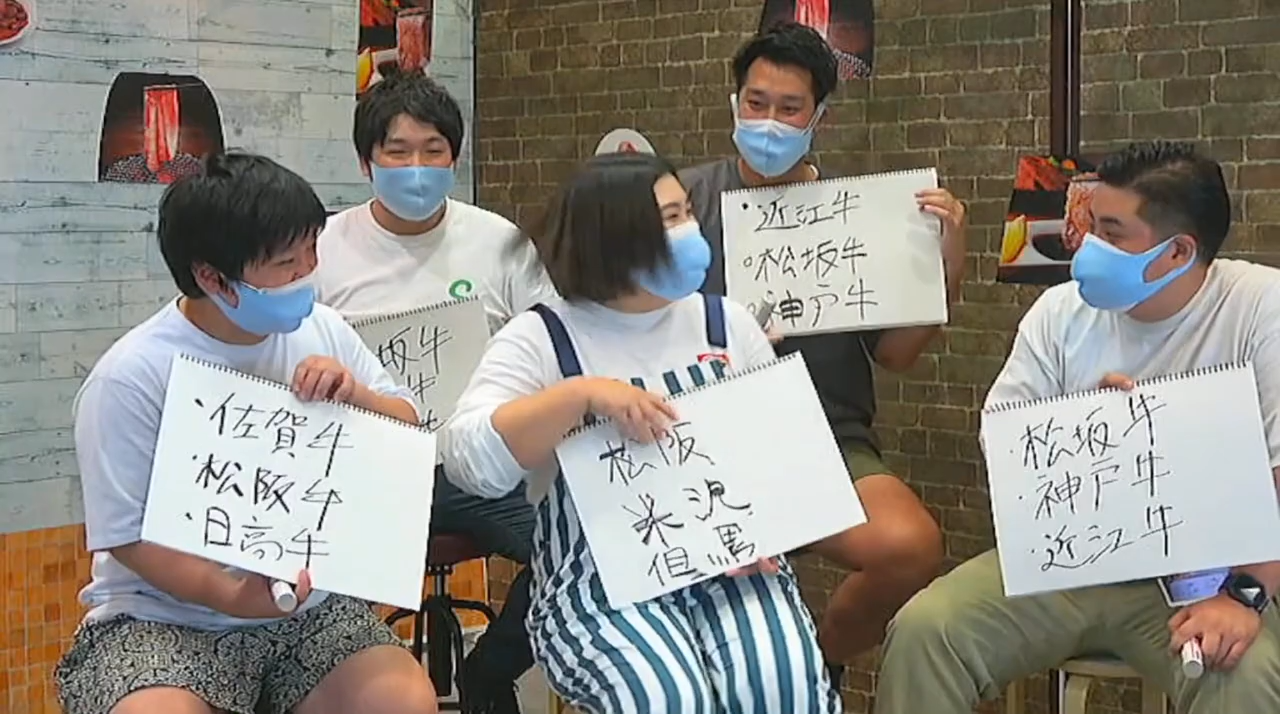 ・佐賀牛
・松阪牛
・日高牛
坂牛
牛
松阪
米沢
但馬
・近江牛
○松坂牛
○神戸牛
・松坂牛
・神戸牛
・近江牛